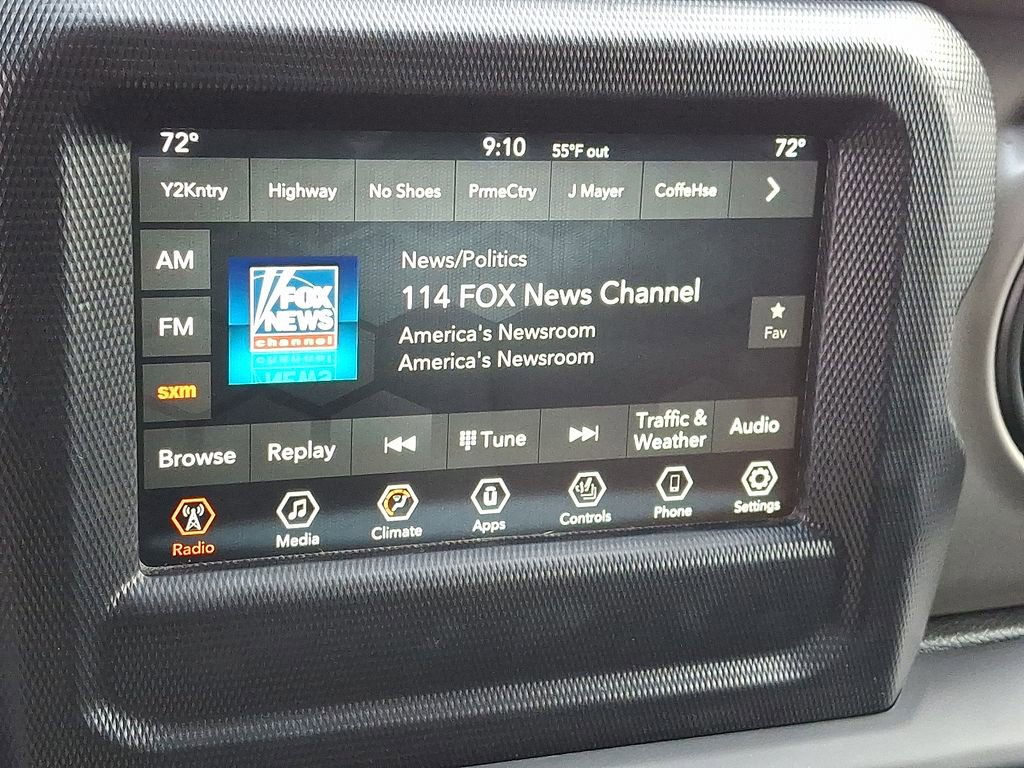 72° 9:10 55°F out 72°
Y2Kntry Highway No Shoes PrmeCtry J Mayer CoffeHse
AM
FM
sxm
FOX
NEWS
channel
News/Politics
114 FOX News Channel
America's Newsroom
America's Newsroom
Fav
Browse Replay Tune Traffic & Weather Audio
Radio Media Climate Apps Controls Phone Settings